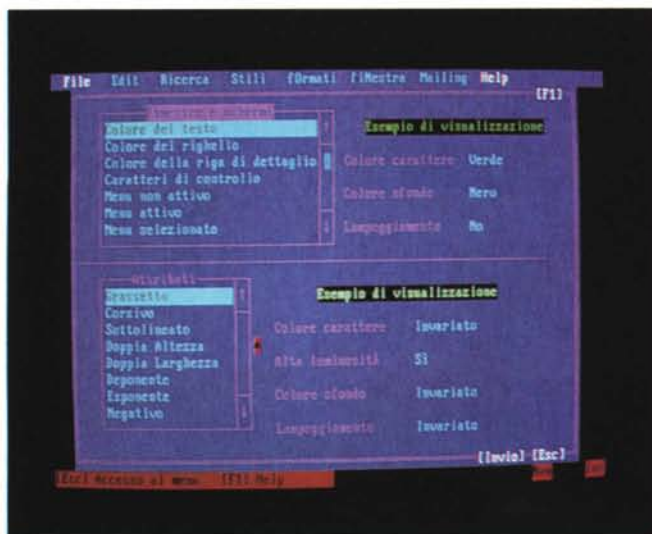 File Edit Ricerca Stili fOrmati fiNestra Mailing Help
[F1]
Colore del testo
Colore del righello
Colore della riga di dettaglio
Caratteri di controllo
Menu non attivo
Menu attivo
Menu selezionato
Esempio di visualizzazione
Colore carattere Verde
Colore sfondo Nero
Lampeggiamento No
Attributi
Grassetto
Corsivo
Sottolineato
Doppia Altezza
Doppia Larghezza
Deponente
Esponente
Negativo
Esempio di visualizzazione
Colore carattere Invariato
Alta luminosità Sì
Colore sfondo Invariato
Lampeggiamento Invariato
[Invio] [Esc]
[Esc] Accesso al menu [F1] Help